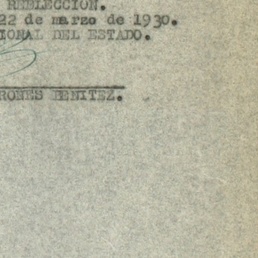 REELECCION.
22 de marzo de 1930.
IONAL DEL ESTADO.
RONES BENITEZ.